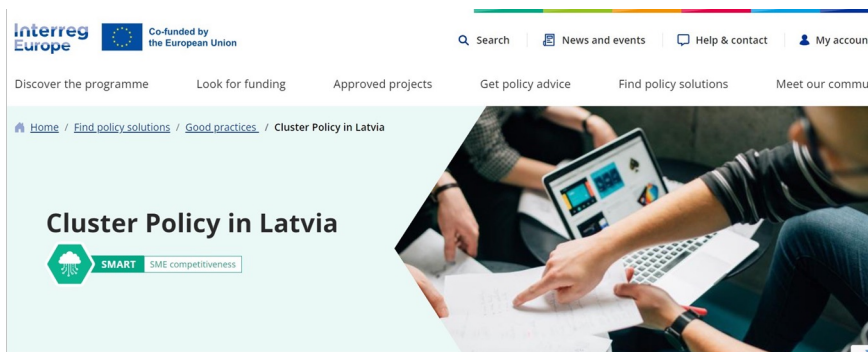 Interreg
Europe
Co-funded by
the European Union
Search
News and events
Help & contact
My accoun
Discover the programme
Look for funding
Approved projects
Get policy advice
Find policy solutions
Meet our commu
Home / Find policy solutions / Good practices / Cluster Policy in Latvia
Cluster Policy in Latvia
SMART SME competitiveness